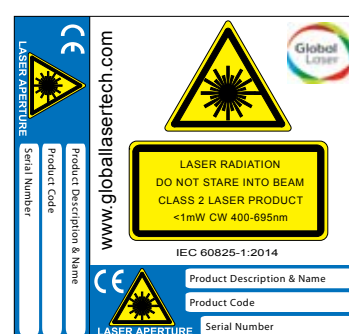 CE
LASER APERTURE
Serial Number
Product Code
Product Description & Name
www.globallasertech.com
Global
Laser
LASER RADIATION
DO NOT STARE INTO BEAM
CLASS 2 LASER PRODUCT
<1mW CW 400-695nm
IEC 60825-1:2014
CE
LASER APERTURE
Product Description & Name
Product Code
Serial Number